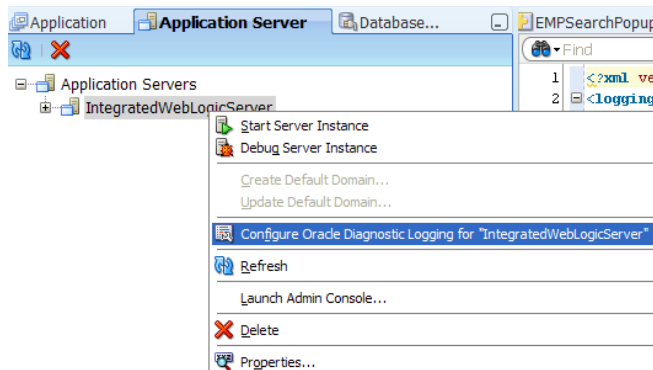 Application
Application Server
Database...
EMPSearchPopup
Find
Application Servers
IntegratedWebLogicServer
1 <?xml ve
2 <logging
Start Server Instance
Debug Server Instance
Create Default Domain...
Update Default Domain...
Configure Oracle Diagnostic Logging for "IntegratedWebLogicServer"
Refresh
Launch Admin Console...
Delete
Properties...